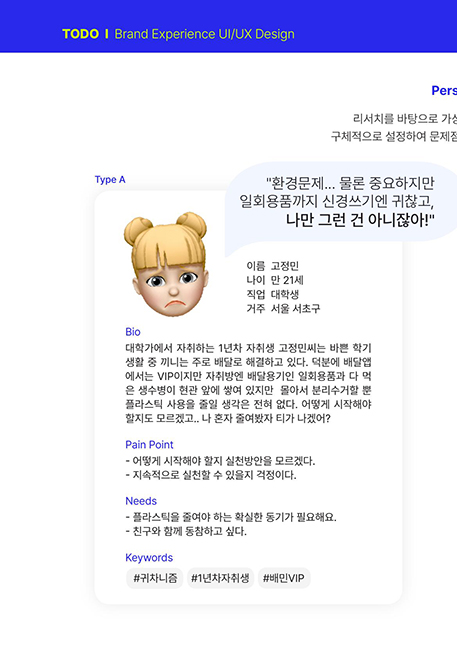 TODO I Brand Experience UI/UX Design
Pers
리서치를 바탕으로 가상
구체적으로 설정하여 문제점
Type A
"환경문제... 물론 중요하지만
일회용품까지 신경쓰기엔 귀찮고,
나만 그런 건 아니잖아!"
이름 고정민
나이 만 21세
직업 대학생
거주 서울 서초구
Bio
대학가에서 자취하는 1년차 자취생 고정민씨는 바쁜 학기
생활 중 끼니는 주로 배달로 해결하고 있다. 덕분에 배달앱
에서는 VIP이지만 자취방엔 배달용기인 일회용품과 다 먹
은 생수병이 현관 앞에 쌓여 있지만 몰아서 분리수거할 뿐
플라스틱 사용을 줄일 생각은 전혀 없다. 어떻게 시작해야
할지도 모르겠고.. 나 혼자 줄여봤자 티가 나겠어?
Pain Point
- 어떻게 시작해야 할지 실천방안을 모르겠다.
- 지속적으로 실천할 수 있을지 걱정이다.
Needs
- 플라스틱을 줄여야 하는 확실한 동기가 필요해요.
- 친구와 함께 동참하고 싶다.
Keywords
#귀차니즘 #1년차자취생 #배민VIP